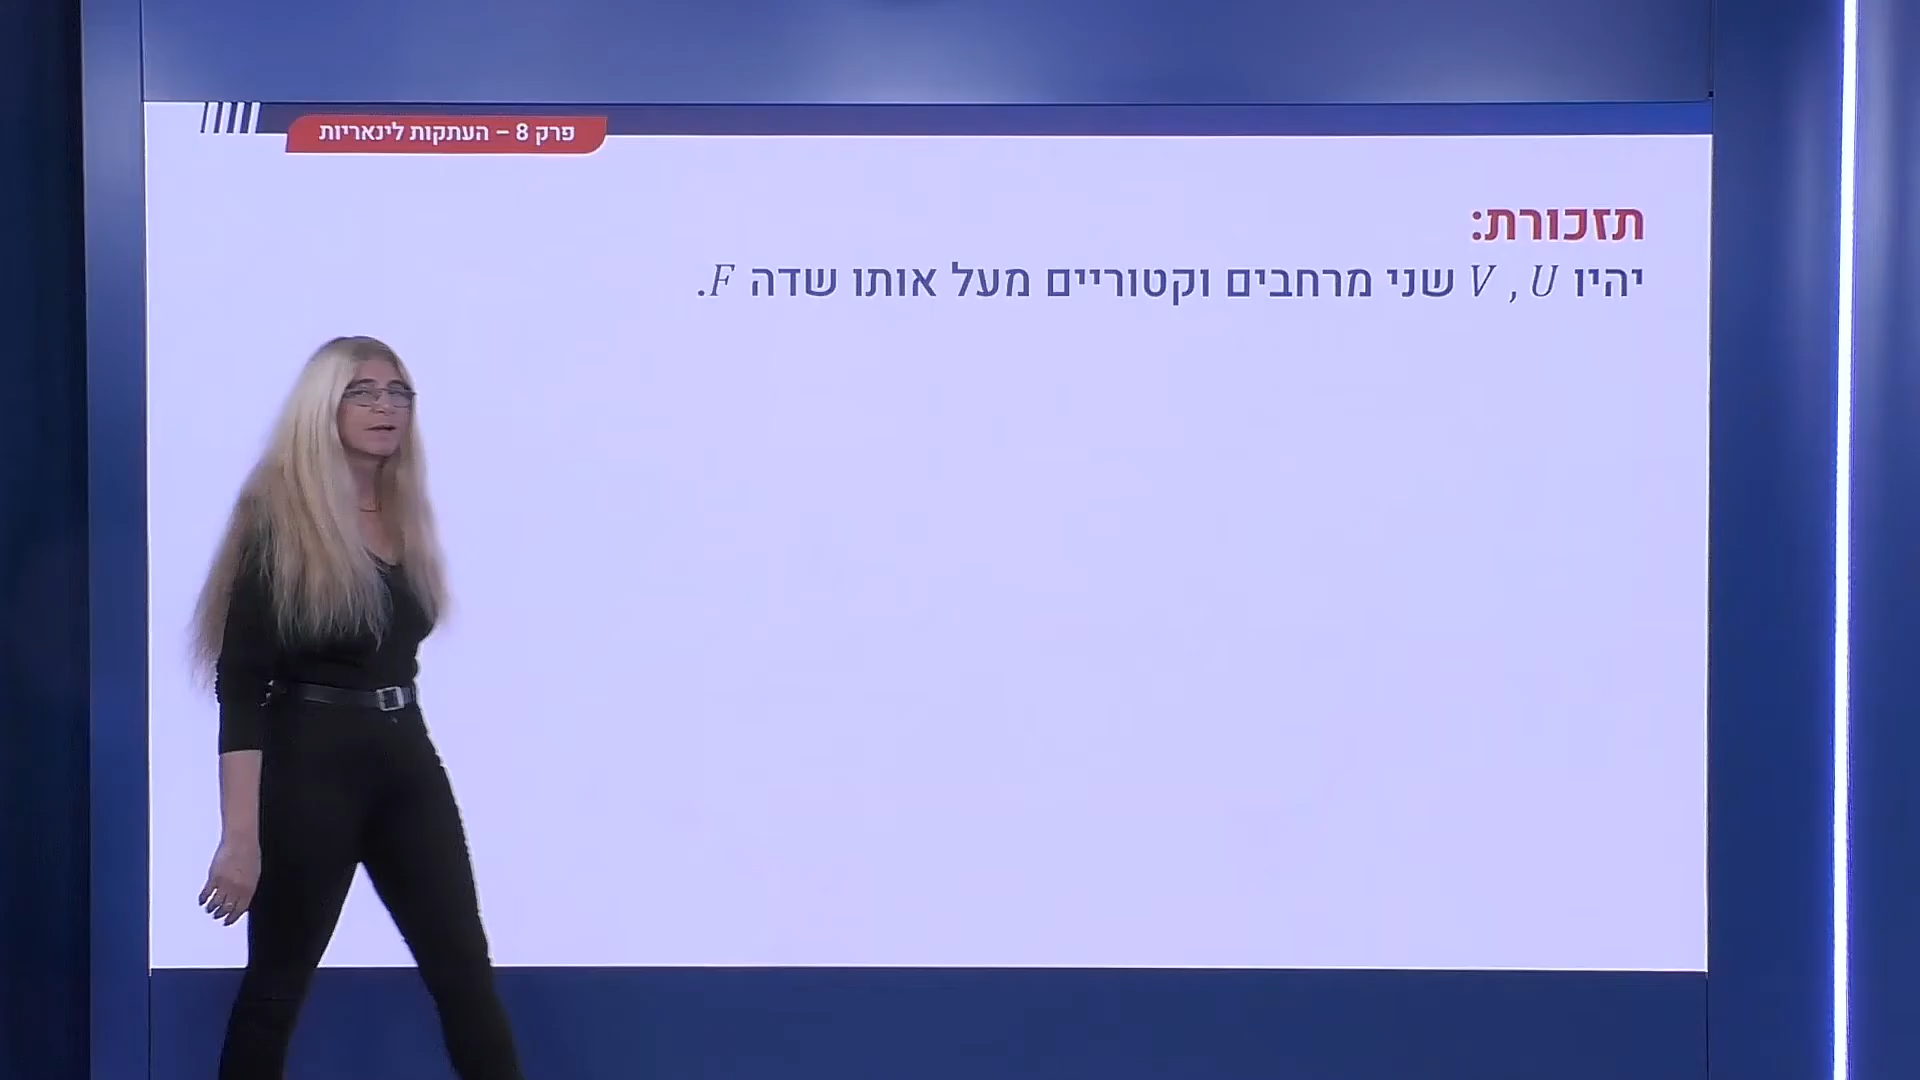 פרק 8 – העתקות לינאריות
תזכורת:
יהיו V , U שני מרחבים וקטוריים מעל אותו שדה F.